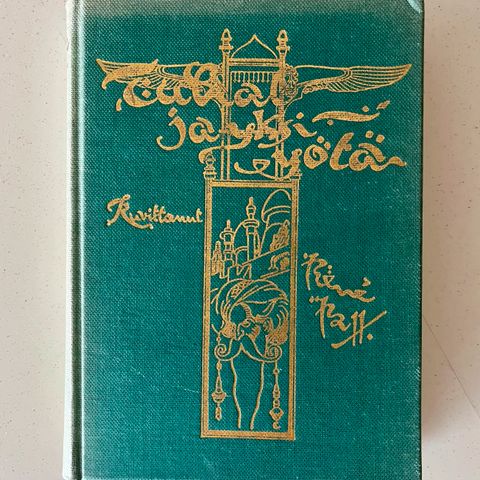 Tuhat
ja yksi
yötä
Kuvittanut
René
Bull.